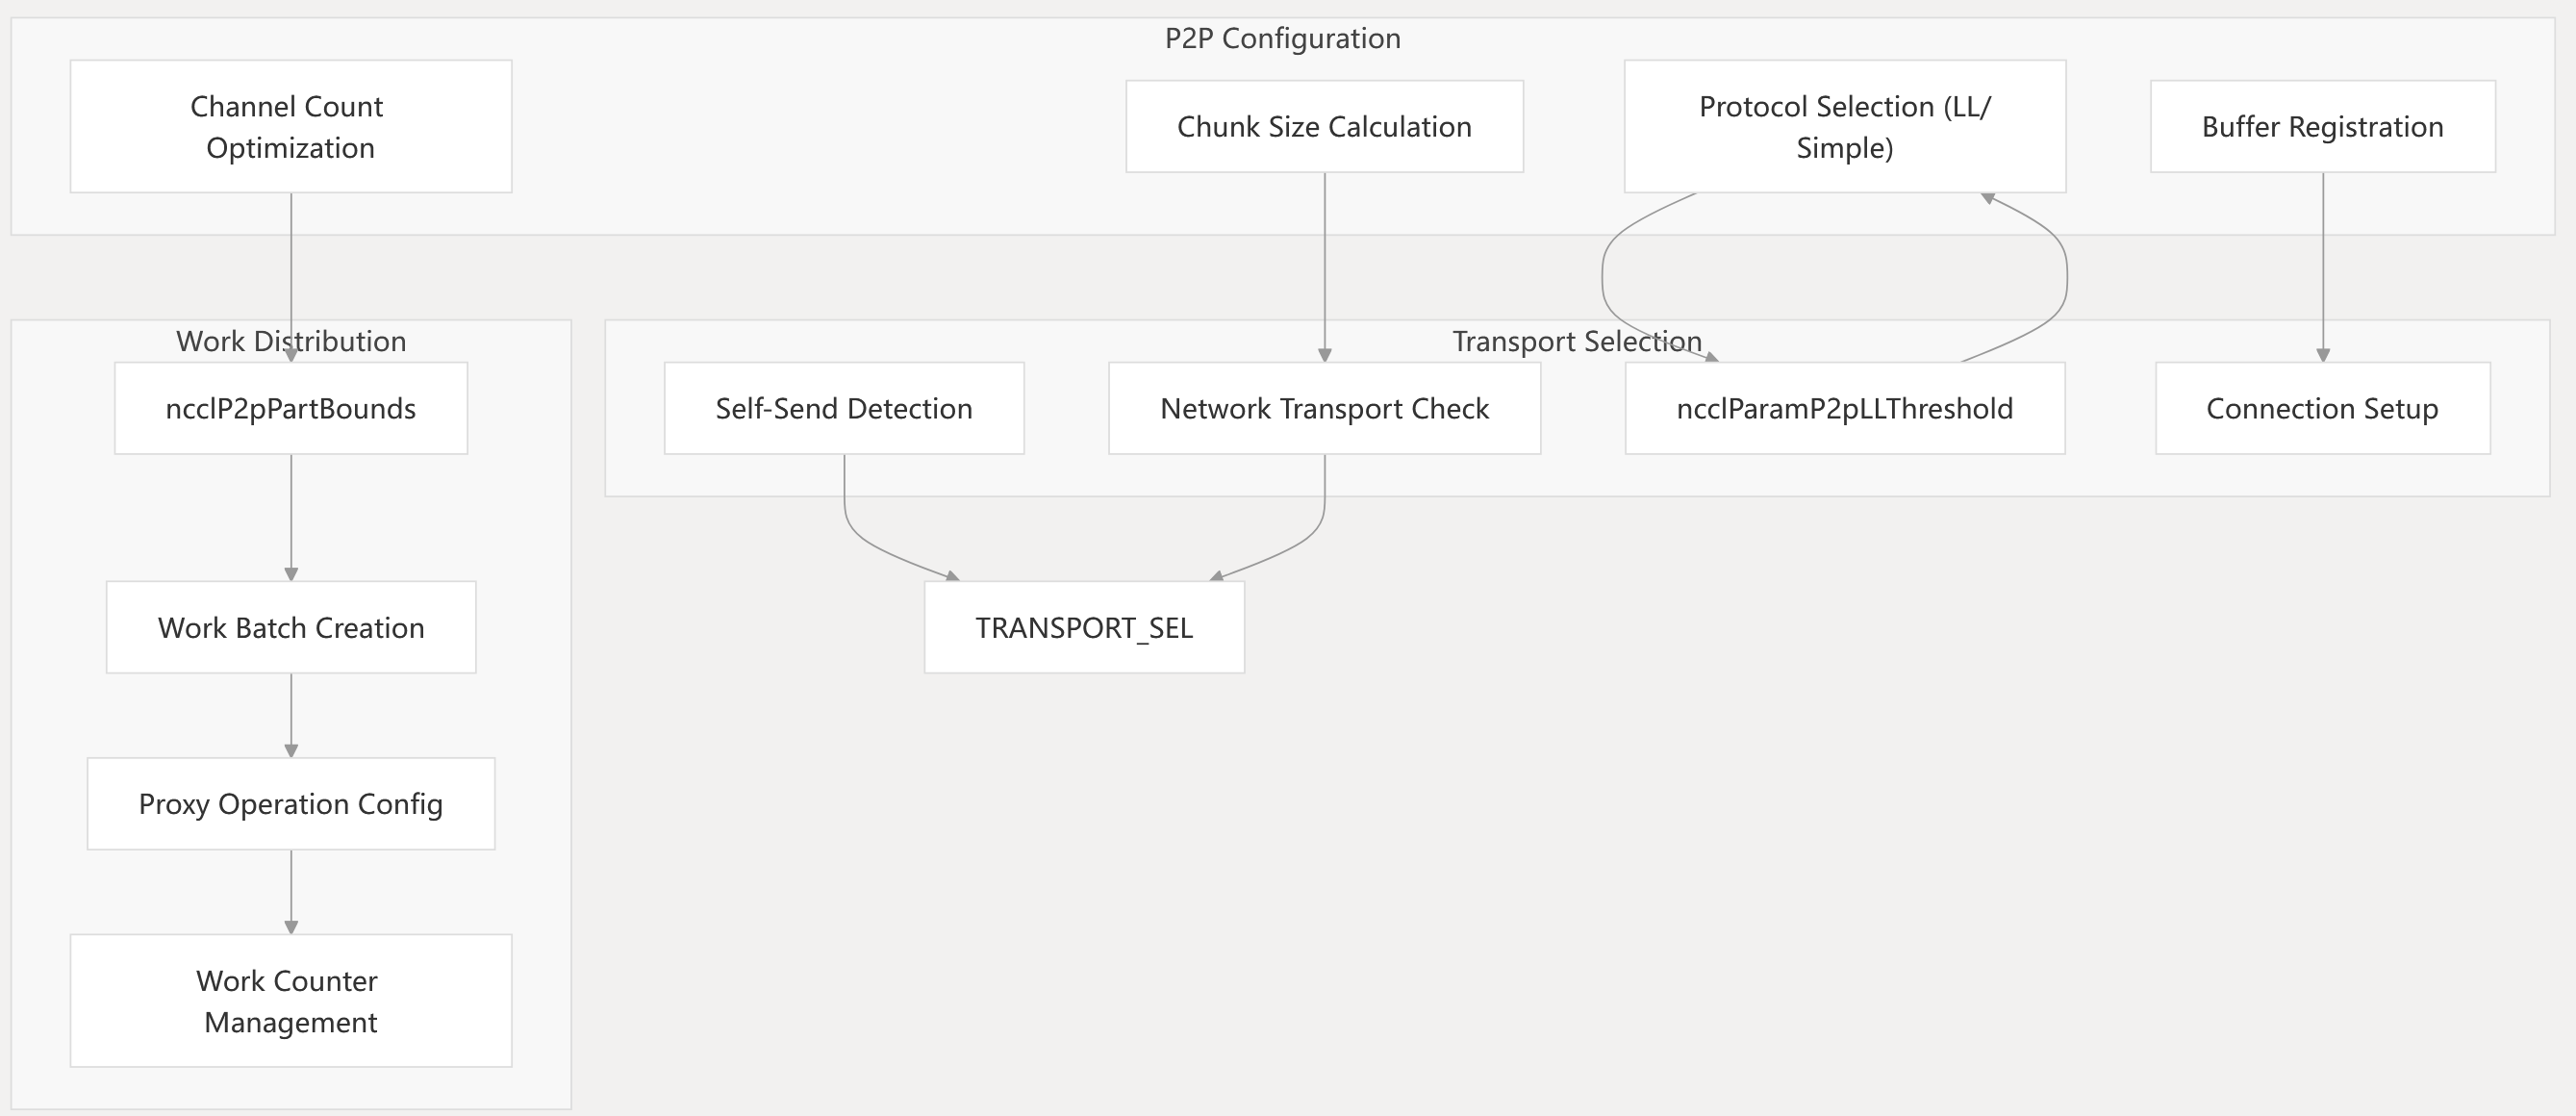 P2P Configuration
Channel Count
Optimization
Chunk Size Calculation
Protocol Selection (LL/
Simple)
Buffer Registration
Work Distribution
Transport Selection
ncclP2pPartBounds
Self-Send Detection
Network Transport Check
ncclParamP2pLLThreshold
Connection Setup
Work Batch Creation
TRANSPORT_SEL
Proxy Operation Config
Work Counter
Management